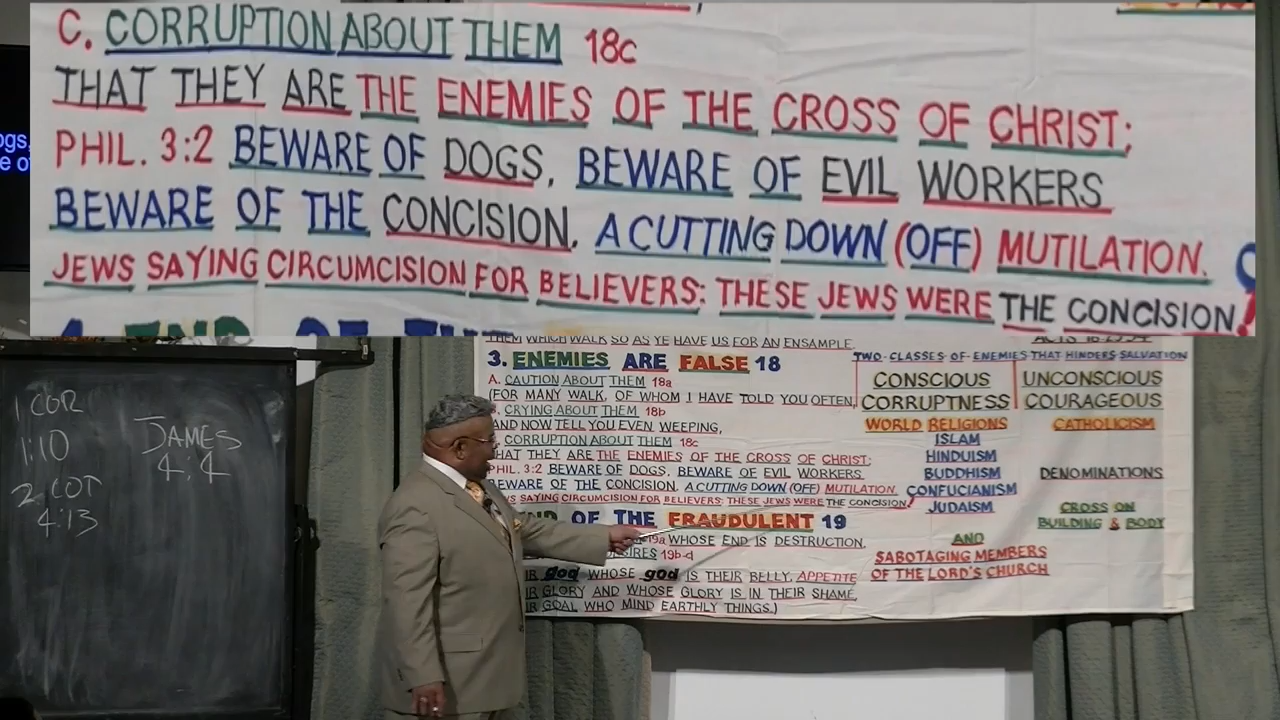 C. CORRUPTION ABOUT THEM 18c
THAT THEY ARE THE ENEMIES OF THE CROSS OF CHRIST;
PHIL. 3:2 BEWARE OF DOGS, BEWARE OF EVIL WORKERS
BEWARE OF THE CONCISION, A CUTTING DOWN (OFF) MUTILATION.
JEWS SAYING CIRCUMCISION FOR BELIEVERS: THESE JEWS WERE THE CONCISION!
1 COR
1:10
2 COT
4:13
JAMES
4:4
THEM WHICH WALK SO AS YE HAVE US FOR AN ENSAMPLE
3. ENEMIES ARE FALSE 18
A. CAUTION ABOUT THEM 18a
(FOR MANY WALK, OF WHOM I HAVE TOLD YOU OFTEN,
B. CRYING ABOUT THEM 18b
AND NOW TELL YOU EVEN WEEPING,
CORRUPTION ABOUT THEM 18c
THAT THEY ARE THE ENEMIES OF THE CROSS OF CHRIST;
PHIL. 3:2 BEWARE OF DOGS, BEWARE OF EVIL WORKERS
BEWARE OF THE CONCISION, A CUTTING DOWN (OFF) MUTILATION.
SAYING CIRCUMCISION FOR BELIEVERS: THESE JEWS WERE THE CONCISION!
OF THE FRAUDULENT 19
19a WHOSE END IS DESTRUCTION,
19b-d
god WHOSE god IS THEIR BELLY, APPETITE
GLORY AND WHOSE GLORY IS IN THEIR SHAME,
GOAL WHO MIND EARTHLY THINGS.)
TWO CLASSES OF ENEMIES THAT HINDERS SALVATION
CONSCIOUS
CORRUPTNESS
WORLD RELIGIONS
ISLAM
HINDUISM
BUDDHISM
CONFUCIANISM
JUDAISM
UNCONSCIOUS
COURAGEOUS
CATHOLICISM
DENOMINATIONS
CROSS ON
BUILDING & BODY
AND
SABOTAGING MEMBERS
OF THE LORD'S CHURCH